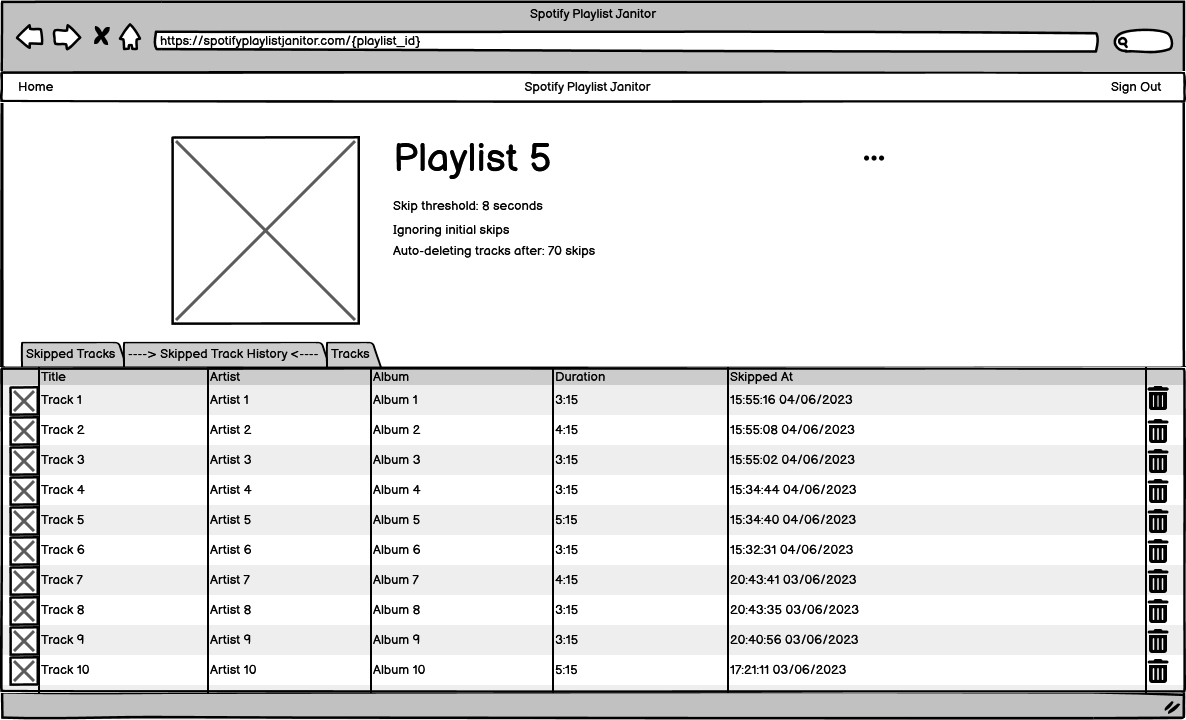 Spotify Playlist Janitor
https://spotifyplaylistjanitor.com/{playlist_id}
Home Spotify Playlist Janitor Sign Out
Playlist 5
Skip threshold: 8 seconds
Ignoring initial skips
Auto-deleting tracks after: 70 skips
Skipped Tracks ----> Skipped Track History <---- Tracks
Title Artist Album Duration Skipped At
Track 1 Artist 1 Album 1 3:15 15:55:16 04/06/2023
Track 2 Artist 2 Album 2 4:15 15:55:08 04/06/2023
Track 3 Artist 3 Album 3 3:15 15:55:02 04/06/2023
Track 4 Artist 4 Album 4 3:15 15:34:44 04/06/2023
Track 5 Artist 5 Album 5 5:15 15:34:40 04/06/2023
Track 6 Artist 6 Album 6 3:15 15:32:31 04/06/2023
Track 7 Artist 7 Album 7 4:15 20:43:41 03/06/2023
Track 8 Artist 8 Album 8 3:15 20:43:35 03/06/2023
Track 9 Artist 9 Album 9 3:15 20:40:56 03/06/2023
Track 10 Artist 10 Album 10 5:15 17:21:11 03/06/2023